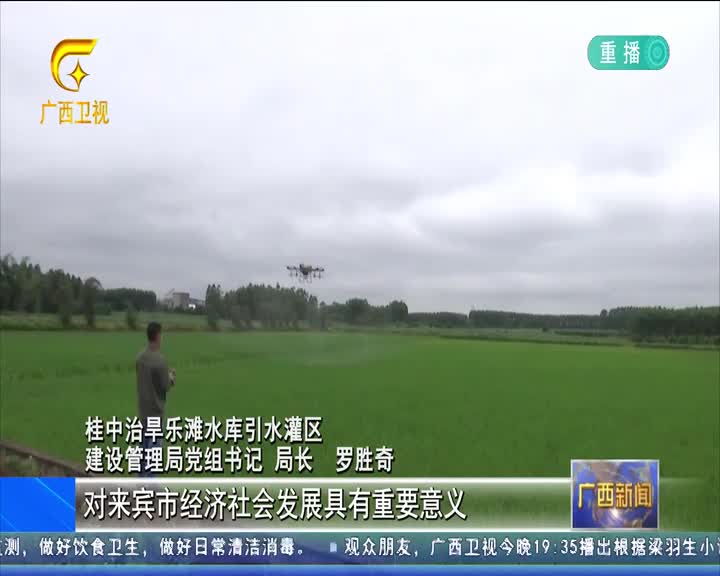 广西卫视
重播
桂中治旱乐滩水库引水灌区
建设管理局党组书记 局长 罗胜奇
对来宾市经济社会发展具有重要意义
广西新闻
测，做好饮食卫生，做好日常清洁消毒。 ■ 观众朋友，广西卫视今晚19:35播出根据梁羽生小